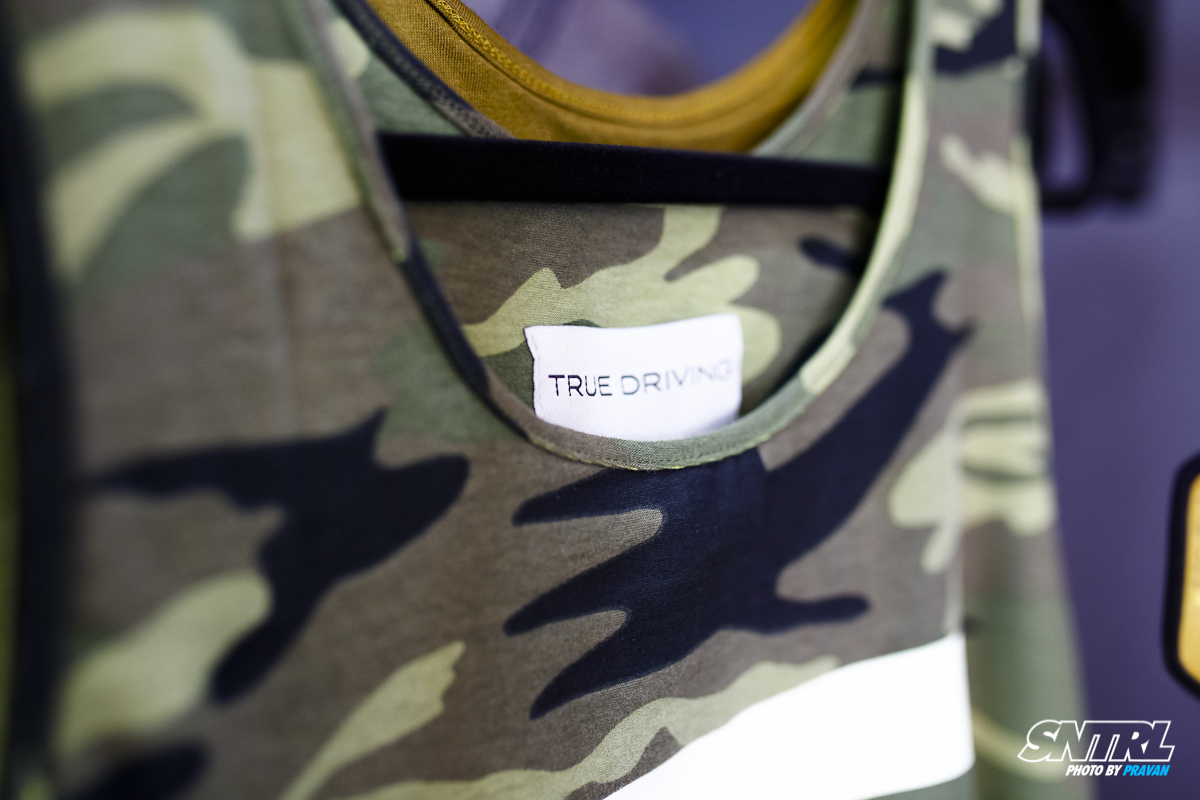 TRUE DRIVING
SNTRL
PHOTO BY PRAVAN